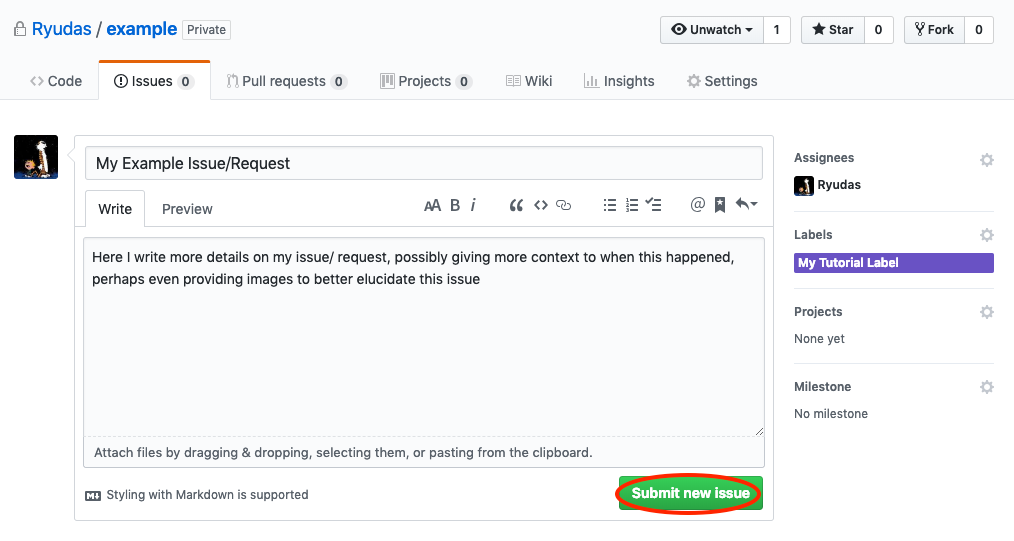 Ryudas / example Private
Unwatch 1 Star 0 Fork 0
Code Issues 0 Pull requests 0 Projects 0 Wiki Insights Settings
My Example Issue/Request
Write Preview AA B i @
Here I write more details on my issue/ request, possibly giving more context to when this happened,
perhaps even providing images to better elucidate this issue
Attach files by dragging & dropping, selecting them, or pasting from the clipboard.
Styling with Markdown is supported
Submit new issue
Assignees
Ryudas
Labels
My Tutorial Label
Projects
None yet
Milestone
No milestone